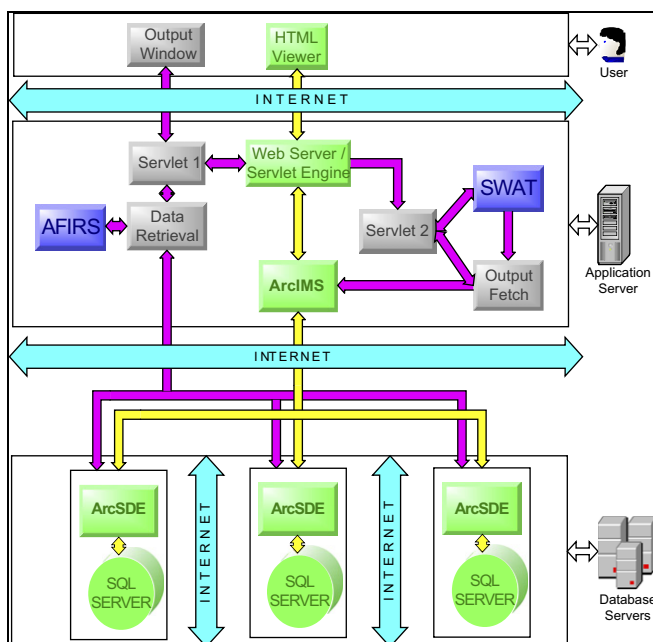 Output
Window
HTML
Viewer
User
INTERNET
Servlet 1
Web Server /
Servlet Engine
SWAT
AFIRS
Data
Retrieval
Servlet 2
Application
Server
ArcIMS
Output
Fetch
INTERNET
ArcSDE
SQL
SERVER
INTERNET
ArcSDE
SQL
SERVER
INTERNET
ArcSDE
SQL
SERVER
Database
Servers